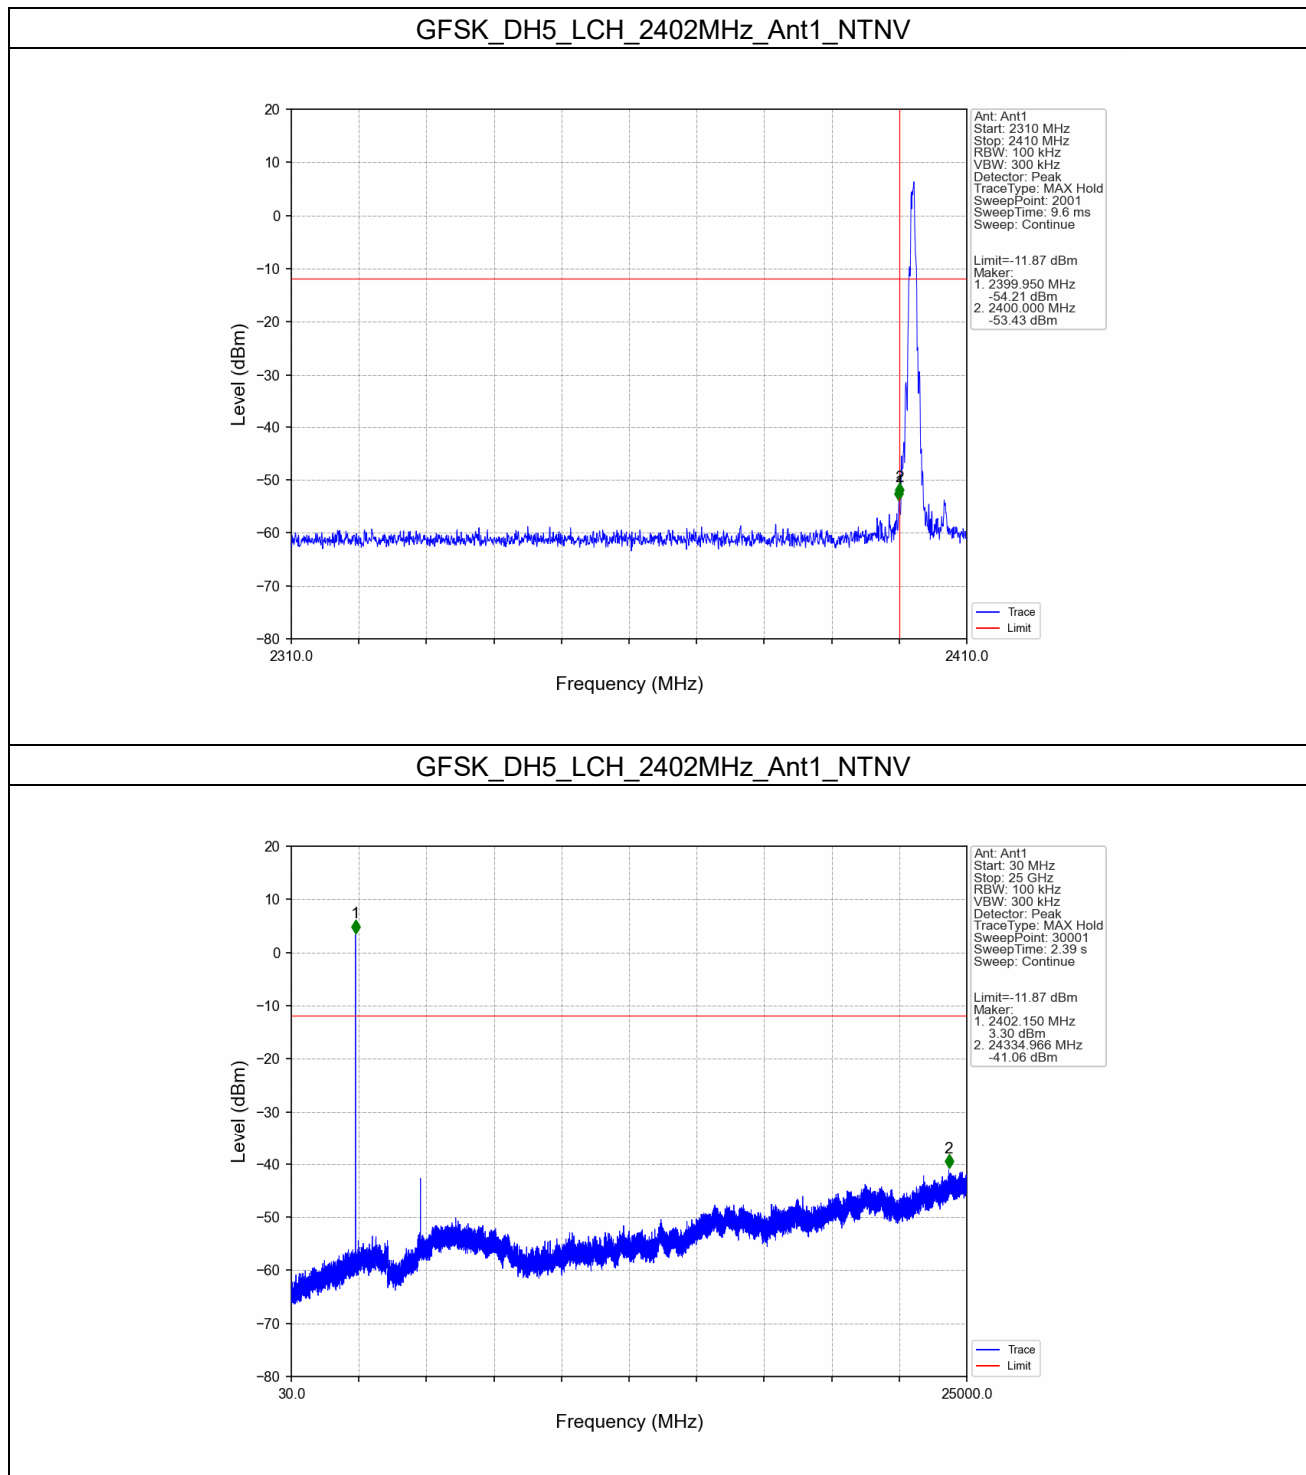 GFSK_DH5_LCH_2402MHz_Ant1_NTNV
20
10
0
−10
−20
−30
−40
−50
−60
−70
−80
Level (dBm)
2310.0
2410.0
Frequency (MHz)
1
2
Ant: Ant1
Start: 2310 MHz
Stop: 2410 MHz
RBW: 100 kHz
VBW: 300 kHz
Detector: Peak
TraceType: MAX Hold
SweepPoint: 2001
SweepTime: 9.6 ms
Sweep: Continue
Limit=-11.87 dBm
Maker:
1. 2399.950 MHz
-54.21 dBm
2. 2400.000 MHz
-53.43 dBm
Trace
Limit
GFSK_DH5_LCH_2402MHz_Ant1_NTNV
20
10
0
−10
−20
−30
−40
−50
−60
−70
−80
Level (dBm)
30.0
25000.0
Frequency (MHz)
1
2
Ant: Ant1
Start: 30 MHz
Stop: 25 GHz
RBW: 100 kHz
VBW: 300 kHz
Detector: Peak
TraceType: MAX Hold
SweepPoint: 30001
SweepTime: 2.39 s
Sweep: Continue
Limit=-11.87 dBm
Maker:
1. 2402.150 MHz
3.30 dBm
2. 24334.966 MHz
-41.06 dBm
Trace
Limit